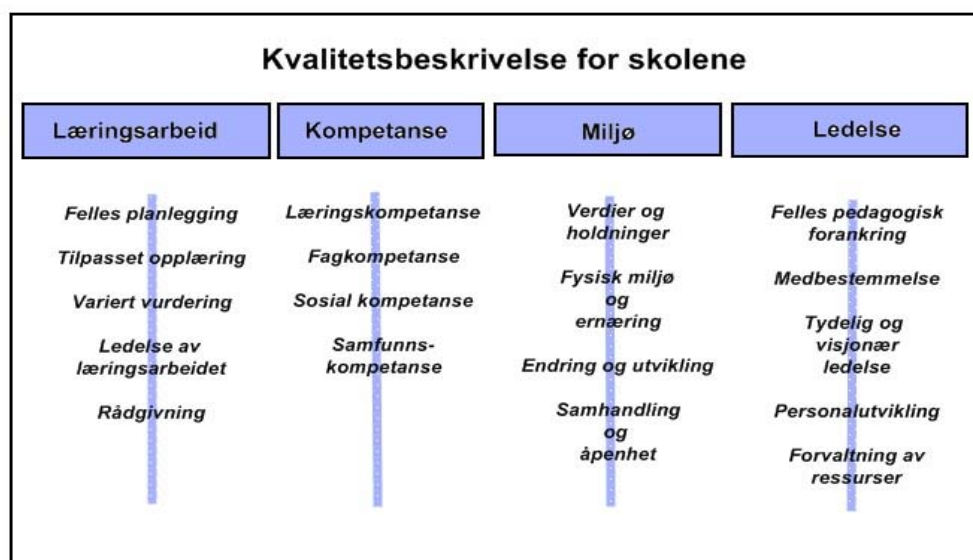 Kvalitetsbeskrivelse for skolene
Læringsarbeid
Felles planlegging
Tilpasset opplæring
Variert vurdering
Ledelse av
læringsarbeidet
Rådgivning
Kompetanse
Læringskompetanse
Fagkompetanse
Sosial kompetanse
Samfunns-
kompetanse
Miljø
Verdier og
holdninger
Fysisk miljø
og
ernæring
Endring og utvikling
Samhandling
og
åpenhet
Ledelse
Felles pedagogisk
forankring
Medbestemmelse
Tydelig og
visjonær
ledelse
Personalutvikling
Forvaltning av
ressurser